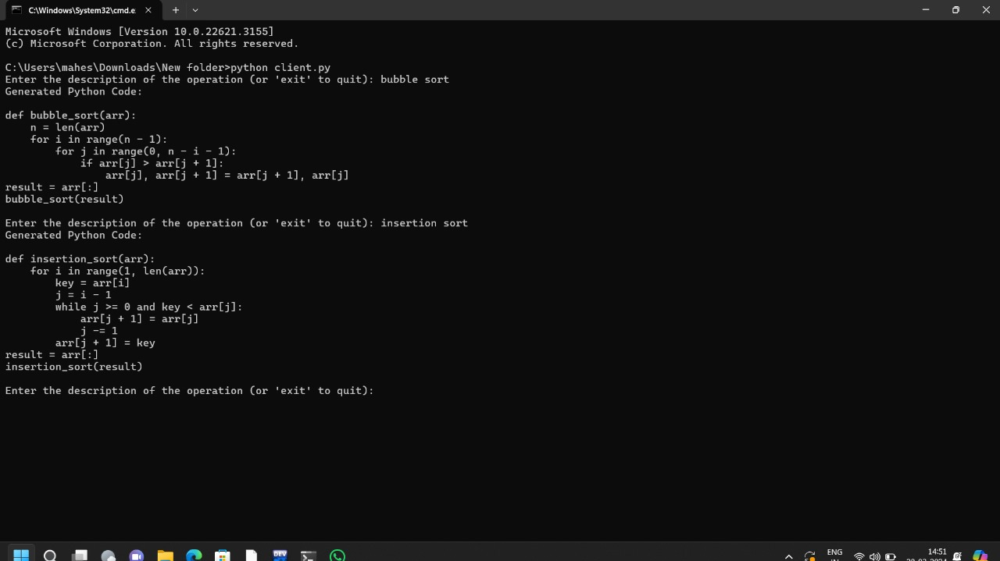 C:\Windows\System32\cmd.e
Microsoft Windows [Version 10.0.22621.3155]
(c) Microsoft Corporation. All rights reserved.
C:\Users\mahes\Downloads\New folder>python client.py
Enter the description of the operation (or 'exit' to quit): bubble sort
Generated Python Code:
def bubble_sort(arr):
    n = len(arr)
    for i in range(n - 1):
        for j in range(0, n - i - 1):
            if arr[j] > arr[j + 1]:
                arr[j], arr[j + 1] = arr[j + 1], arr[j]
result = arr[:]
bubble_sort(result)
Enter the description of the operation (or 'exit' to quit): insertion sort
Generated Python Code:
def insertion_sort(arr):
    for i in range(1, len(arr)):
        key = arr[i]
        j = i - 1
        while j >= 0 and key < arr[j]:
            arr[j + 1] = arr[j]
            j -= 1
        arr[j + 1] = key
result = arr[:]
insertion_sort(result)
Enter the description of the operation (or 'exit' to quit):
DEV
ENG
IN
14:51